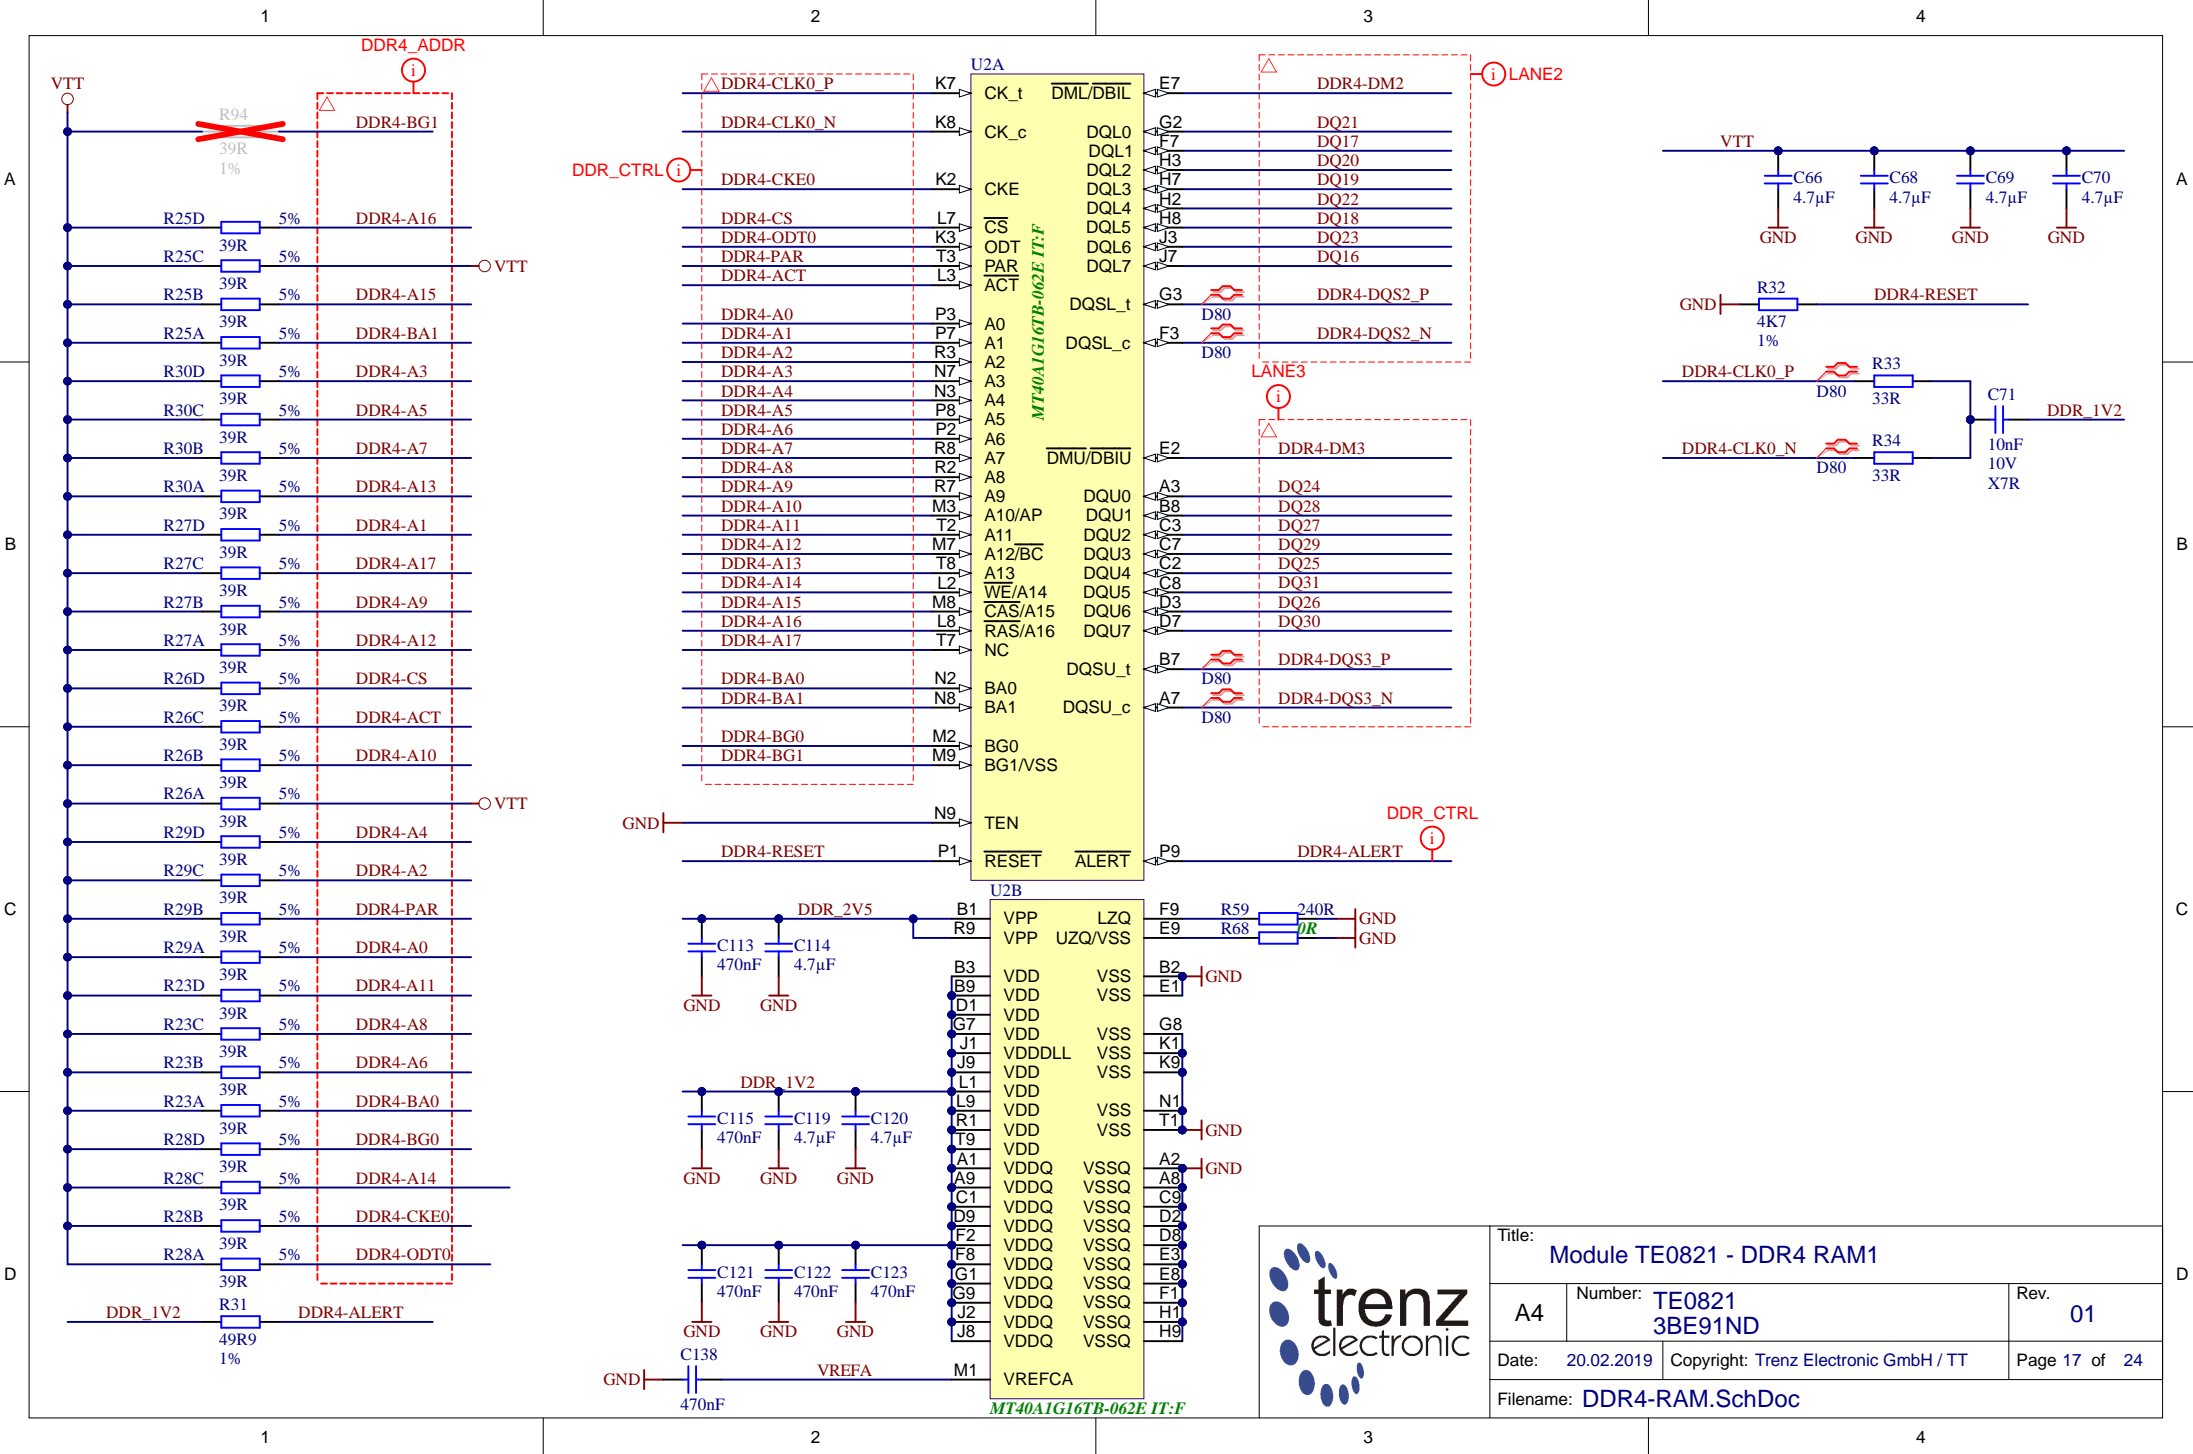 1
2
3
4
A
B
C
D
DDR4_ADDR
i
VTT
R94
39R
1%
DDR4-BG1
R25D 5% DDR4-A16
39R
R25C 5% VTT
39R
R25B 5% DDR4-A15
39R
R25A 5% DDR4-BA1
39R
R30D 5% DDR4-A3
39R
R30C 5% DDR4-A5
39R
R30B 5% DDR4-A7
39R
R30A 5% DDR4-A13
39R
R27D 5% DDR4-A1
39R
R27C 5% DDR4-A17
39R
R27B 5% DDR4-A9
39R
R27A 5% DDR4-A12
39R
R26D 5% DDR4-CS
39R
R26C 5% DDR4-ACT
39R
R26B 5% DDR4-A10
39R
R26A 5% VTT
39R
R29D 5% DDR4-A4
39R
R29C 5% DDR4-A2
39R
R29B 5% DDR4-PAR
39R
R29A 5% DDR4-A0
39R
R23D 5% DDR4-A11
39R
R23C 5% DDR4-A8
39R
R23B 5% DDR4-A6
39R
R23A 5% DDR4-BA0
39R
R28D 5% DDR4-BG0
39R
R28C 5% DDR4-A14
39R
R28B 5% DDR4-CKE0
39R
R28A 5% DDR4-ODT0
39R
DDR_1V2 R31 DDR4-ALERT
49R9
1%
DDR_CTRL i
U2A
DDR4-CLK0_P K7 CK_t
DDR4-CLK0_N K8 CK_c
DDR4-CKE0 K2 CKE
DDR4-CS L7 CS
DDR4-ODT0 K3 ODT
DDR4-PAR T3 PAR
DDR4-ACT L3 ACT
DDR4-A0 P3 A0
DDR4-A1 P7 A1
DDR4-A2 R3 A2
DDR4-A3 N7 A3
DDR4-A4 N3 A4
DDR4-A5 P8 A5
DDR4-A6 P2 A6
DDR4-A7 R8 A7
DDR4-A8 R2 A8
DDR4-A9 R7 A9
DDR4-A10 M3 A10/AP
DDR4-A11 T2 A11
DDR4-A12 M7 A12/BC
DDR4-A13 T8 A13
DDR4-A14 L2 WE/A14
DDR4-A15 M8 CAS/A15
DDR4-A16 L8 RAS/A16
DDR4-A17 T7 NC
DDR4-BA0 N2 BA0
DDR4-BA1 N8 BA1
DDR4-BG0 M2 BG0
DDR4-BG1 M9 BG1/VSS
GND N9 TEN
DDR4-RESET P1 RESET
MT40A1G16TB-062E IT:F
i LANE2
DML/DBIL E7 DDR4-DM2
DQL0 G2 DQ21
DQL1 F7 DQ17
DQL2 H3 DQ20
DQL3 H7 DQ19
DQL4 H2 DQ22
DQL5 H8 DQ18
DQL6 J3 DQ23
DQL7 J7 DQ16
DQSL_t G3 D80 DDR4-DQS2_P
DQSL_c F3 D80 DDR4-DQS2_N
LANE3
i
DMU/DBIU E2 DDR4-DM3
DQU0 A3 DQ24
DQU1 B8 DQ28
DQU2 C3 DQ27
DQU3 C7 DQ29
DQU4 C2 DQ25
DQU5 C8 DQ31
DQU6 D3 DQ26
DQU7 D7 DQ30
DQSU_t B7 D80 DDR4-DQS3_P
DQSU_c A7 D80 DDR4-DQS3_N
DDR_CTRL
i
ALERT P9 DDR4-ALERT
U2B
DDR_2V5 B1 VPP
R9 VPP
C113
470nF
GND
C114
4.7µF
GND
B3 VDD
B9 VDD
D1 VDD
G7 VDD
J1 VDDDLL
J9 VDD
DDR_1V2 L1 VDD
L9 VDD
R1 VDD
T9 VDD
A1 VDDQ
A9 VDDQ
C1 VDDQ
D9 VDDQ
F2 VDDQ
F8 VDDQ
G1 VDDQ
G9 VDDQ
J2 VDDQ
J8 VDDQ
C115
470nF
GND
C119
4.7µF
GND
C120
4.7µF
GND
C121
470nF
GND
C122
470nF
GND
C123
470nF
GND
GND C138 VREFA M1 VREFCA
470nF
LZQ F9 R59 240R GND
UZQ/VSS E9 R68 0R GND
VSS B2 GND
VSS E1
VSS G8
VSS K1
VSS K9
VSS N1
VSS T1 GND
VSSQ A2 GND
VSSQ A8
VSSQ C9
VSSQ D2
VSSQ D8
VSSQ E3
VSSQ E8
VSSQ F1
VSSQ H1
VSSQ H9
MT40A1G16TB-062E IT:F
VTT
C66
4.7µF
GND
C68
4.7µF
GND
C69
4.7µF
GND
C70
4.7µF
GND
GND R32 DDR4-RESET
4K7
1%
DDR4-CLK0_P D80 R33
33R
C71 DDR_1V2
10nF
10V
X7R
DDR4-CLK0_N D80 R34
33R
trenz
electronic
Title:
Module TE0821 - DDR4 RAM1
A4
Number: TE0821
3BE91ND
Rev.
01
Date: 20.02.2019 Copyright: Trenz Electronic GmbH / TT Page 17 of 24
Filename: DDR4-RAM.SchDoc
A
B
C
D
1
2
3
4